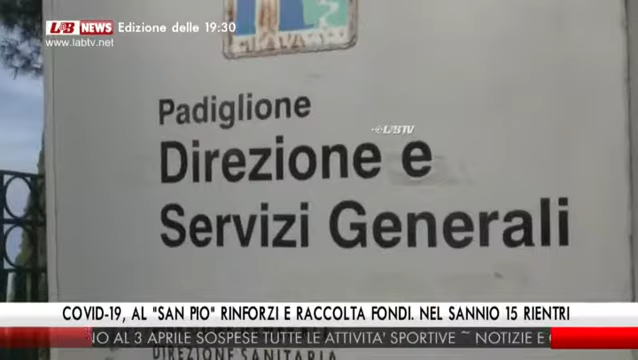 LAB NEWS Edizione delle 19:30
www.labtv.net
Padiglione
LABTV
Direzione e
Servizi Generali
COVID-19, AL "SAN PIO" RINFORZI E RACCOLTA FONDI. NEL SANNIO 15 RIENTRI
NO AL 3 APRILE SOSPESE TUTTE LE ATTIVITA' SPORTIVE ~ NOTIZIE E
DIREZIONE SANITARIA